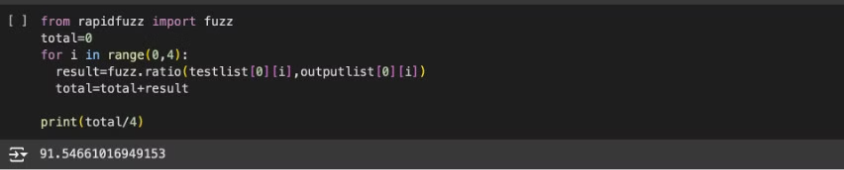 [ ] from rapidfuzz import fuzz
total=0
for i in range(0,4):
  result=fuzz.ratio(testlist[0][i],outputlist[0][i])
  total=total+result

print(total/4)
91.54661016949153